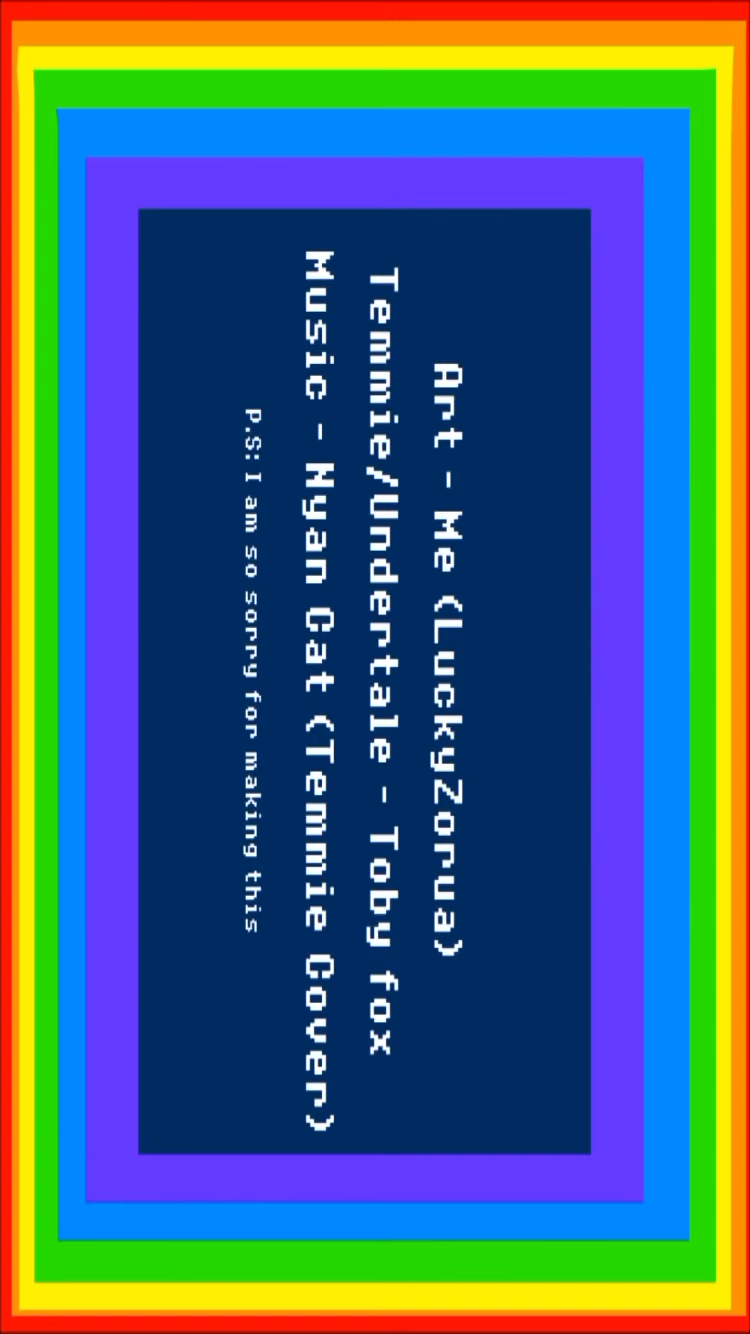 Art - Me (LuckyZorua)
Temmie/Undertale - Toby fox
Music - Nyan Cat (Temmie Cover)
P.S: I am so sorry for making this